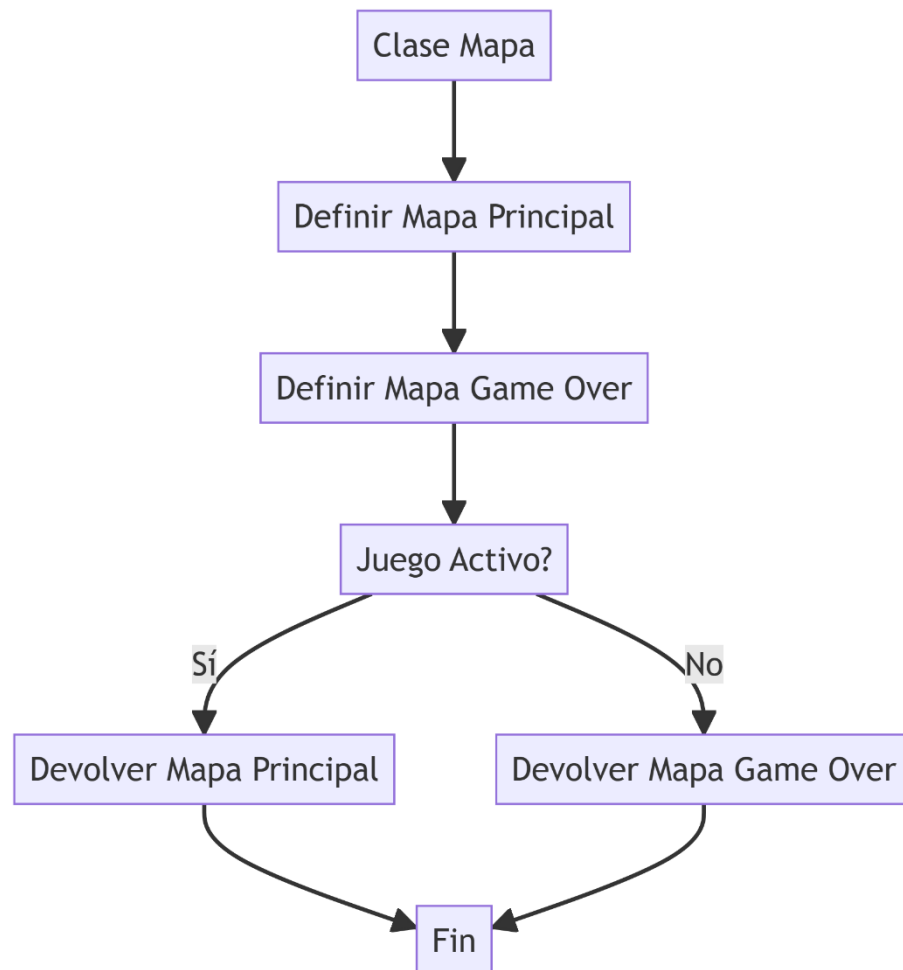 Clase Mapa
Definir Mapa Principal
Definir Mapa Game Over
Juego Activo?
Sí
No
Devolver Mapa Principal
Devolver Mapa Game Over
Fin